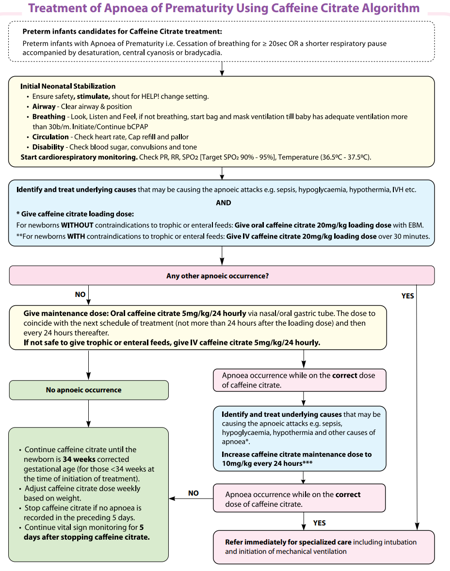 Treatment of Apnoea of Prematurity Using Caffeine Citrate Algorithm
Preterm infants candidates for Caffeine Citrate treatment:
Preterm infants with Apnoea of Prematurity i.e. Cessation of breathing for ≥ 20sec OR a shorter respiratory pause
accompanied by desaturation, central cyanosis or bradycadia.
Initial Neonatal Stabilization
• Ensure safety, stimulate, shout for HELP! change setting.
• Airway - Clear airway & position
• Breathing - Look, Listen and Feel, if not breathing, start bag and mask ventilation till baby has adequate ventilation more
than 30b/m. Initiate/Continue bCPAP
• Circulation - Check heart rate, Cap refill and pallor
• Disability - Check blood sugar, convulsions and tone
Start cardiorespiratory monitoring. Check PR, RR, SPO2 [Target SPO2 90% - 95%], Temperature (36.5ºC - 37.5ºC).
Identify and treat underlying causes that may be causing the apnoeic attacks e.g. sepsis, hypoglycaemia, hypothermia, IVH etc.
AND
* Give caffeine citrate loading dose:
For newborns WITHOUT contraindications to trophic or enteral feeds: Give oral caffeine citrate 20mg/kg loading dose with EBM.
**For newborns WITH contraindications to trophic or enteral feeds: Give IV caffeine citrate 20mg/kg loading dose over 30 minutes.
Any other apnoeic occurrence?
NO
YES
Give maintenance dose: Oral caffeine citrate 5mg/kg/24 hourly via nasal/oral gastric tube. The dose to
coincide with the next schedule of treatment (not more than 24 hours after the loading dose) and then
every 24 hours thereafter.
If not safe to give trophic or enteral feeds, give IV caffeine citrate 5mg/kg/24 hourly.
No apnoeic occurrence
Apnoea occurrence while on the correct dose
of caffeine citrate.
Identify and treat underlying causes that may be
causing the apnoeic attacks e.g. sepsis,
hypoglycaemia, hypothermia and other causes of
apnoea*.
Increase caffeine citrate maintenance dose to
10mg/kg every 24 hours***
• Continue caffeine citrate until the
newborn is 34 weeks corrected
gestational age (for those <34 weeks at
the time of initiation of treatment).
• Adjust caffeine citrate dose weekly
based on weight.
• Stop caffeine citrate if no apnoea is
recorded in the preceding 5 days.
• Continue vital sign monitoring for 5
days after stopping caffeine citrate.
NO
Apnoea occurrence while on the correct
dose of caffeine citrate.
YES
Refer immediately for specialized care including intubation
and initiation of mechanical ventilation